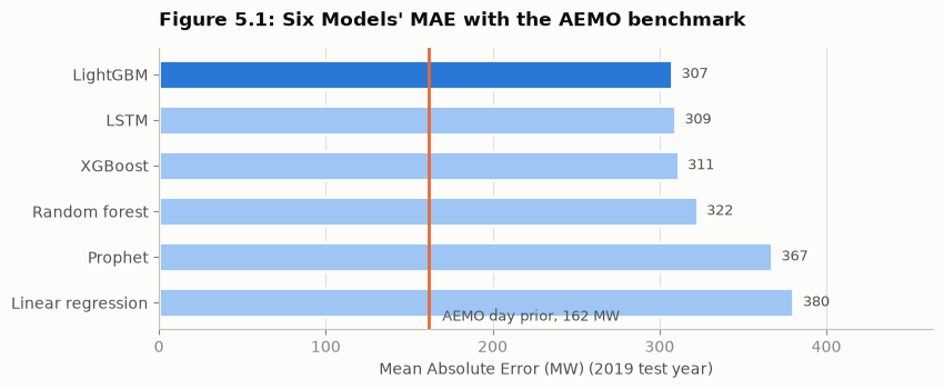 Figure 5.1: Six Models' MAE with the AEMO benchmark
LightGBM 307
LSTM 309
XGBoost 311
Random forest 322
Prophet 367
Linear regression 380
AEMO day prior, 162 MW
0 100 200 300 400
Mean Absolute Error (MW) (2019 test year)